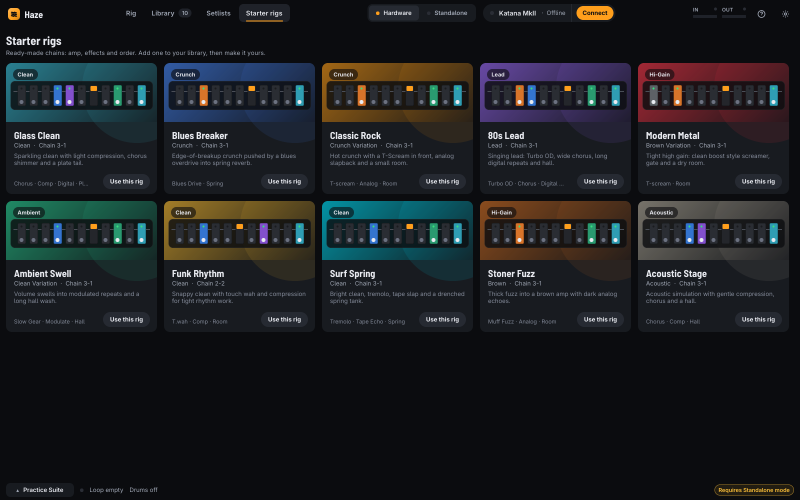 Haze
Rig
Library 10
Setlists
Starter rigs
Hardware
Standalone
Katana MkII · Offline
Connect
IN
OUT
Starter rigs
Ready-made chains: amp, effects and order. Add one to your library, then make it yours.
Clean
Glass Clean
Clean · Chain 3-1
Sparkling clean with light compression, chorus
shimmer and a plate tail.
Chorus · Comp · Digital · Pl...
Use this rig
Crunch
Blues Breaker
Crunch · Chain 3-1
Edge-of-breakup crunch pushed by a blues
overdrive into spring reverb.
Blues Drive · Spring
Use this rig
Crunch
Classic Rock
Crunch Variation · Chain 3-1
Hot crunch with a T-Scream in front, analog
slapback and a small room.
T-scream · Analog · Room
Use this rig
Lead
80s Lead
Lead · Chain 3-1
Singing lead: Turbo OD, wide chorus, long
digital repeats and hall.
Turbo OD · Chorus · Digital ...
Use this rig
Hi-Gain
Modern Metal
Brown Variation · Chain 3-1
Tight high gain: clean boost style screamer,
gate and a dry room.
T-scream · Room
Use this rig
Ambient
Ambient Swell
Clean Variation · Chain 3-1
Volume swells into modulated repeats and a
long hall wash.
Slow Gear · Modulate · Hall
Use this rig
Clean
Funk Rhythm
Clean · Chain 2-2
Snappy clean with touch wah and compression
for tight rhythm work.
T.wah · Comp · Room
Use this rig
Clean
Surf Spring
Clean · Chain 3-1
Bright clean, tremolo, tape slap and a drenched
spring tank.
Tremolo · Tape Echo · Spring
Use this rig
Hi-Gain
Stoner Fuzz
Brown · Chain 3-1
Thick fuzz into a brown amp with dark analog
echoes.
Muff Fuzz · Analog · Room
Use this rig
Acoustic
Acoustic Stage
Acoustic · Chain 3-1
Acoustic simulation with gentle compression,
chorus and a hall.
Chorus · Comp · Hall
Use this rig
Practice Suite
Loop empty
Drums off
Requires Standalone mode